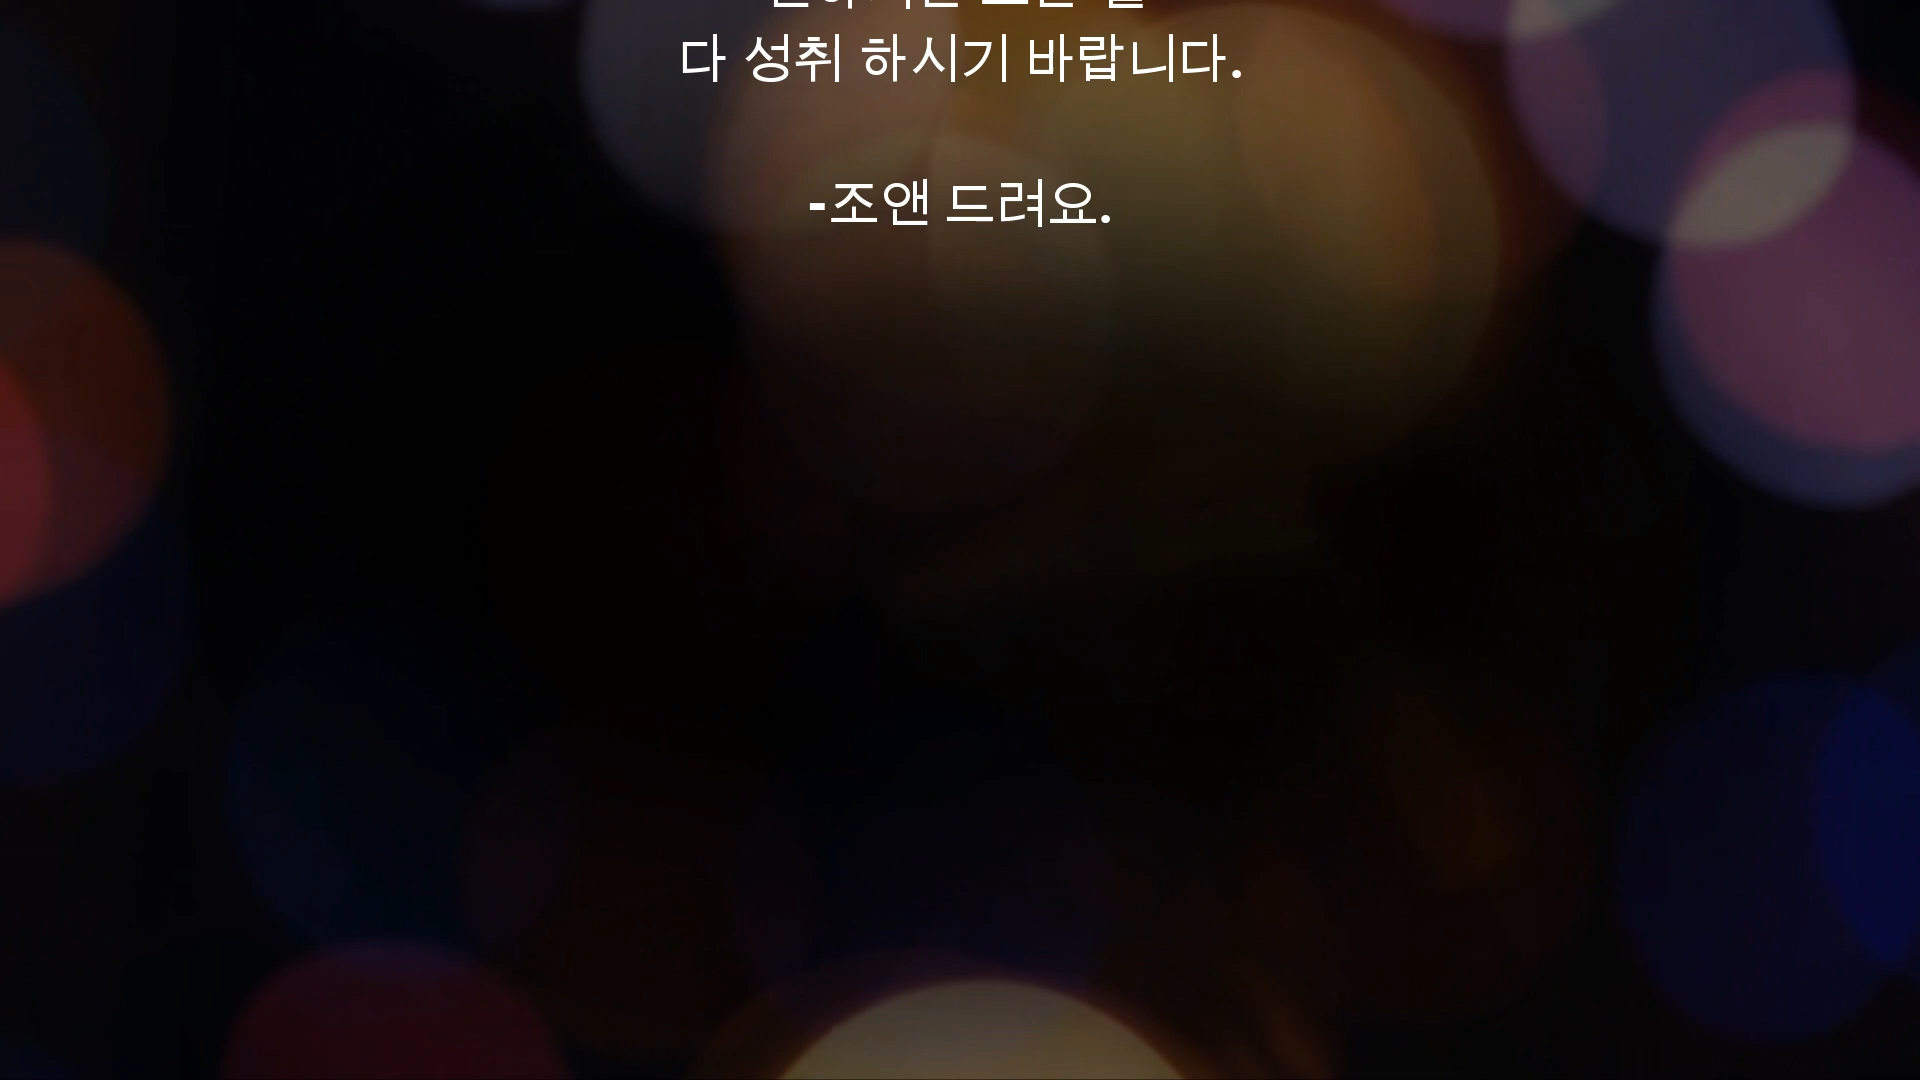 다 성취 하시기 바랍니다.
-조앤 드려요.